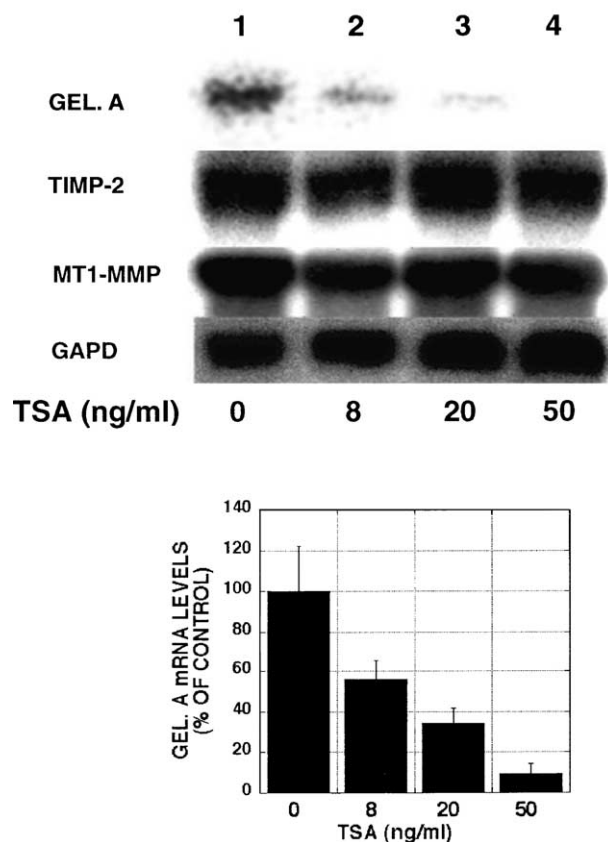 1 2 3 4
GEL. A
TIMP-2
MT1-MMP
GAPD
TSA (ng/ml) 0 8 20 50
GEL. A mRNA LEVELS
(% OF CONTROL)
140
120
100
80
60
40
20
0
0 8 20 50
TSA (ng/ml)